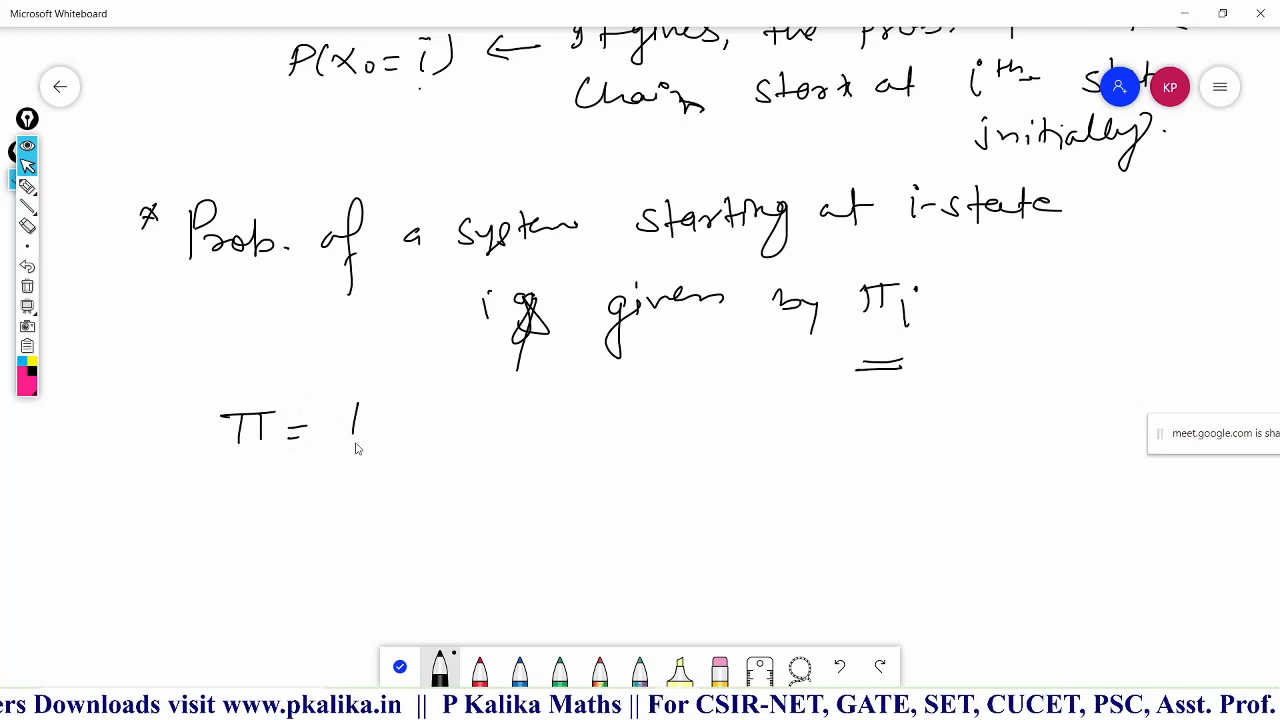 Microsoft Whiteboard
P(X₀ = i) ← It gives, the prob.
chain start at iᵗʰ
KP
initially.
* Prob. of a system starting at i-state
is given by πi
π =
meet.google.com is sha
ers Downloads visit www.pkalika.in || P Kalika Maths || For CSIR-NET, GATE, SET, CUCET, PSC, Asst. Prof.